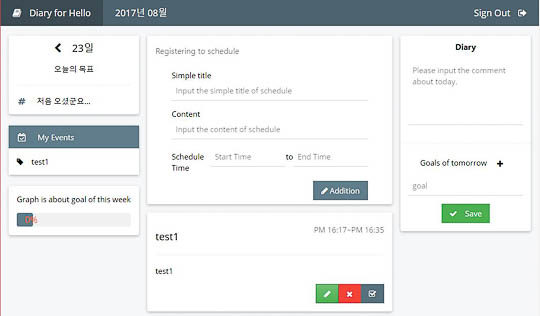 Diary for Hello
2017년 08월
Sign Out
23일
오늘의 목표
# 처음 오셨군요...
My Events
test1
Graph is about goal of this week
0%
Registering to schedule
Simple title
Input the simple title of schedule
Content
Input the content of schedule
Schedule Time
Start Time to End Time
Addition
test1
PM 16:17~PM 16:35
test1
Diary
Please input the comment
about today.
Goals of tomorrow +
goal
Save